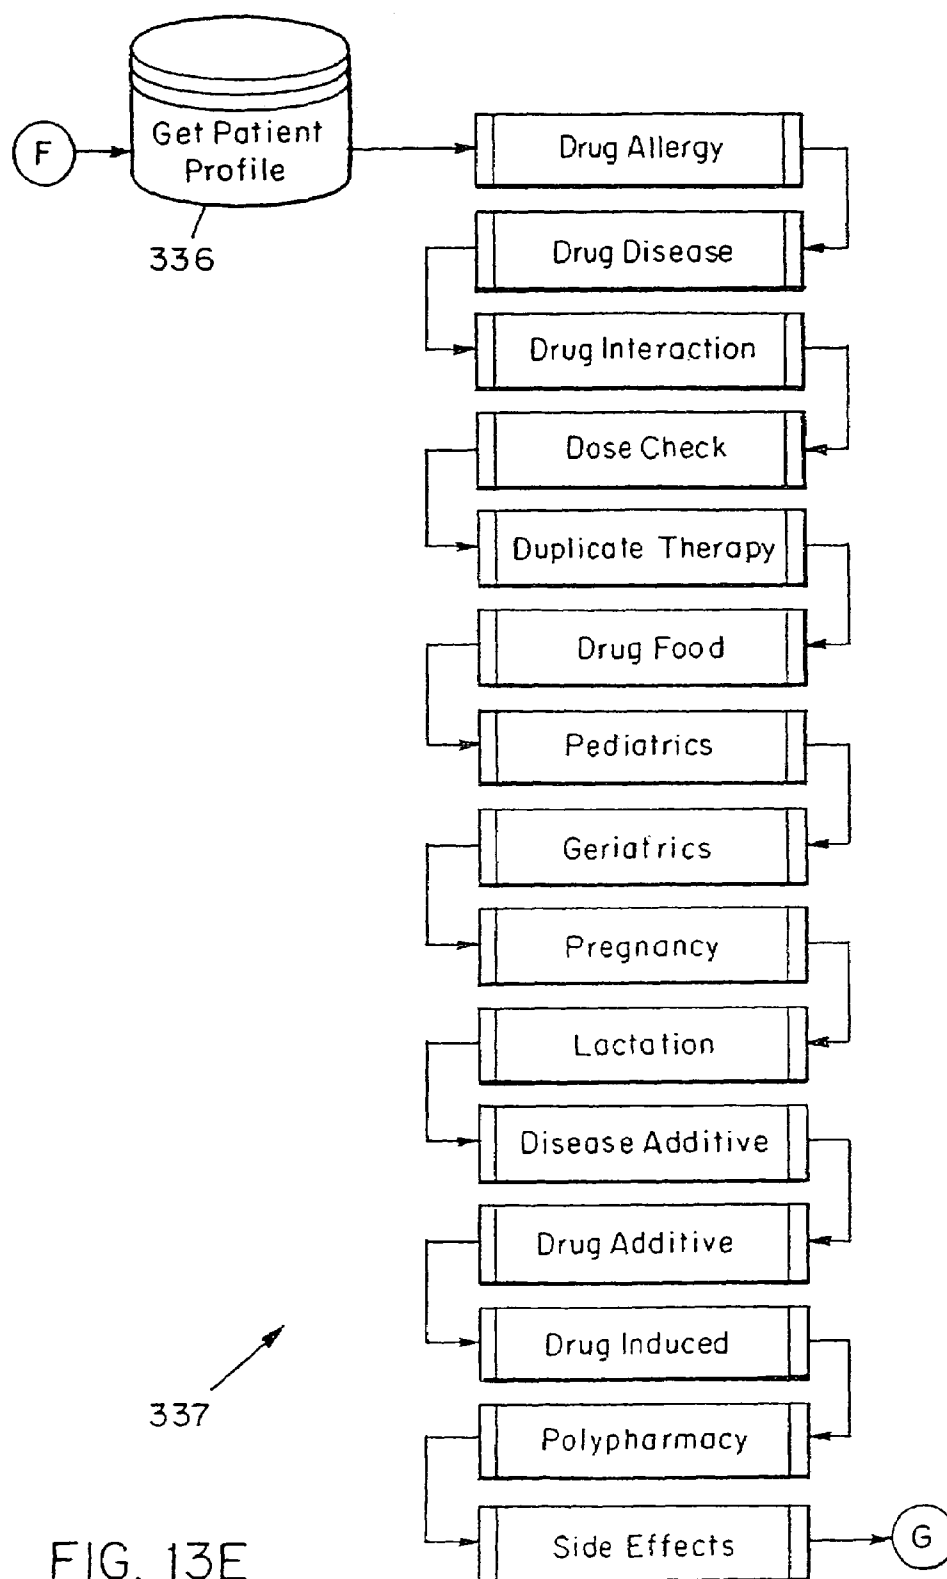 F
Get Patient
Profile
336
Drug Allergy
Drug Disease
Drug Interaction
Dose Check
Duplicate Therapy
Drug Food
Pediatrics
Geriatrics
Pregnancy
Lactation
Disease Additive
Drug Additive
Drug Induced
Polypharmacy
Side Effects
G
337
FIG. 13E